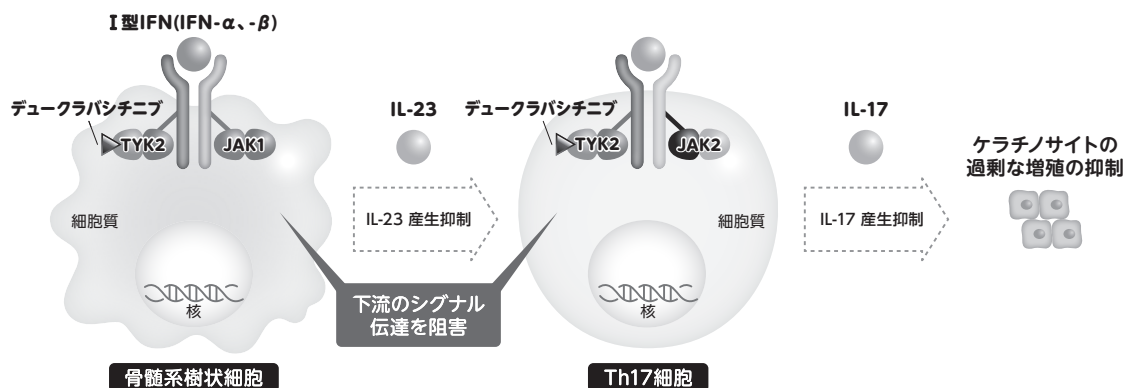 I型IFN(IFN-α、-β)
デュークラバシチニブ
TYK2
JAK1
細胞質
核
骨髄系樹状細胞
IL-23
IL-23 産生抑制
下流のシグナル
伝達を阻害
デュークラバシチニブ
TYK2
JAK2
細胞質
核
Th17細胞
IL-17
IL-17 産生抑制
ケラチノサイトの
過剰な増殖の抑制